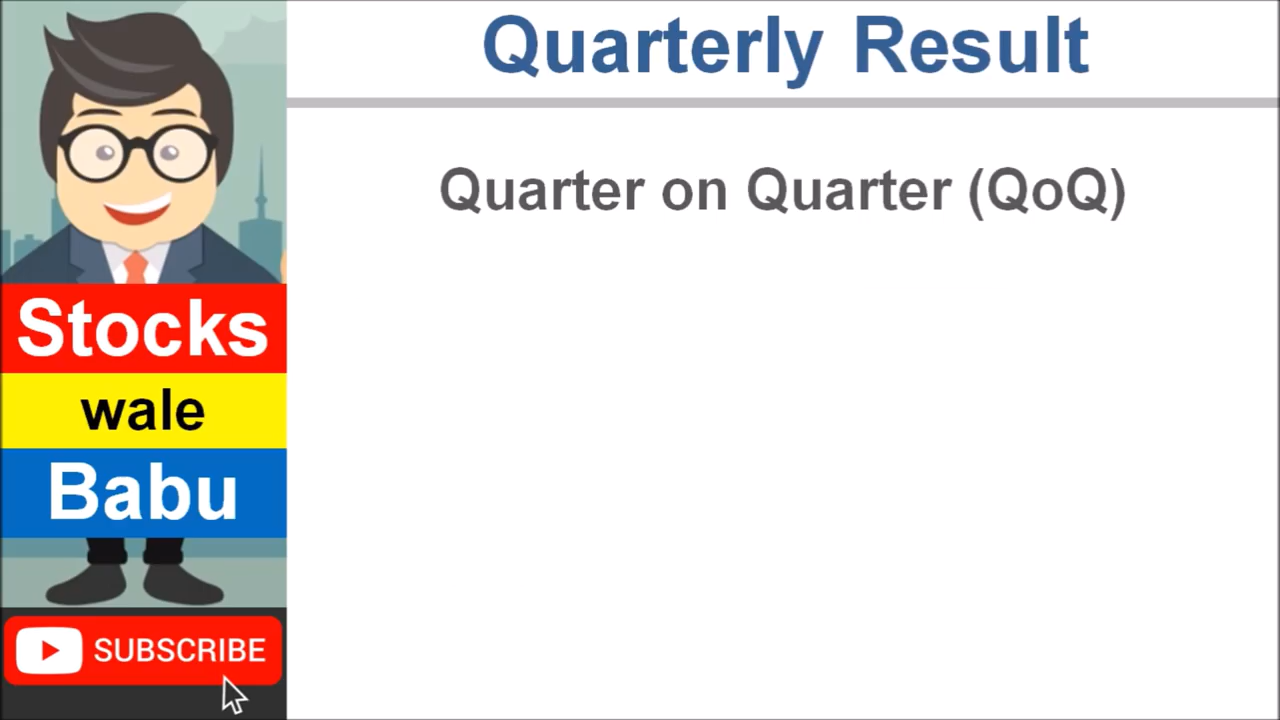 Quarterly Result
Quarter on Quarter (QoQ)
Stocks
wale
Babu
SUBSCRIBE